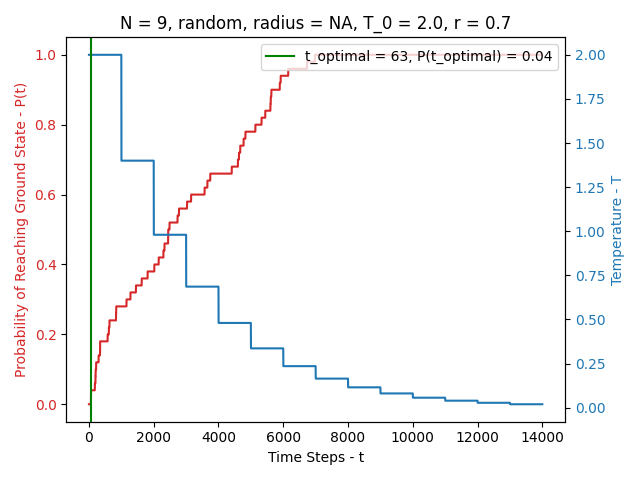 N = 9, random, radius = NA, T_0 = 2.0, r = 0.7
t_optimal = 63, P(t_optimal) = 0.04
Probability of Reaching Ground State - P(t)
1.0
0.8
0.6
0.4
0.2
0.0
2.00
1.75
1.50
1.25
1.00
0.75
0.50
0.25
0.00
Temperature - T
0 2000 4000 6000 8000 10000 12000 14000
Time Steps - t